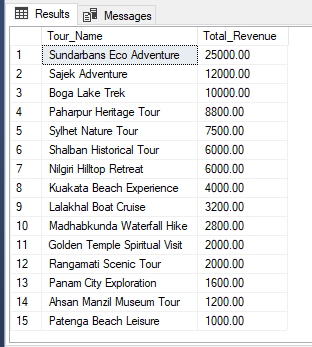 Results Messages
Tour_Name Total_Revenue
1 Sundarbans Eco Adventure 25000.00
2 Sajek Adventure 12000.00
3 Boga Lake Trek 10000.00
4 Paharpur Heritage Tour 8800.00
5 Sylhet Nature Tour 7500.00
6 Shalban Historical Tour 6000.00
7 Nilgiri Hilltop Retreat 6000.00
8 Kuakata Beach Experience 4000.00
9 Lalakhal Boat Cruise 3200.00
10 Madhabkunda Waterfall Hike 2800.00
11 Golden Temple Spiritual Visit 2000.00
12 Rangamati Scenic Tour 2000.00
13 Panam City Exploration 1600.00
14 Ahsan Manzil Museum Tour 1200.00
15 Patenga Beach Leisure 1000.00